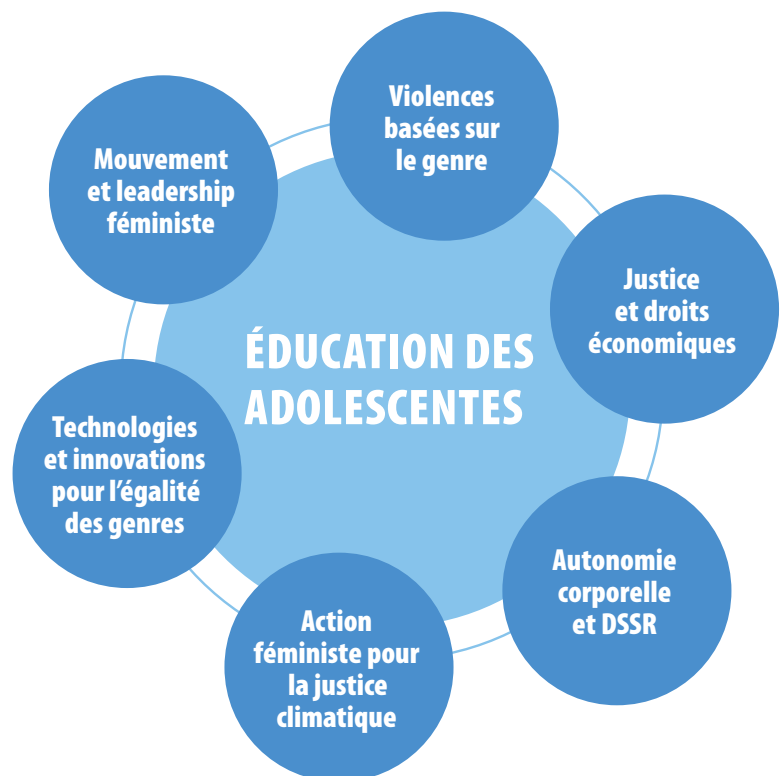 Violences
basées sur
le genre
Mouvement
et leadership
féministe
Justice
et droits
économiques
ÉDUCATION DES
ADOLESCENTES
Technologies
et innovations
pour l'égalité
des genres
Autonomie
corporelle
et DSSR
Action
féministe pour
la justice
climatique